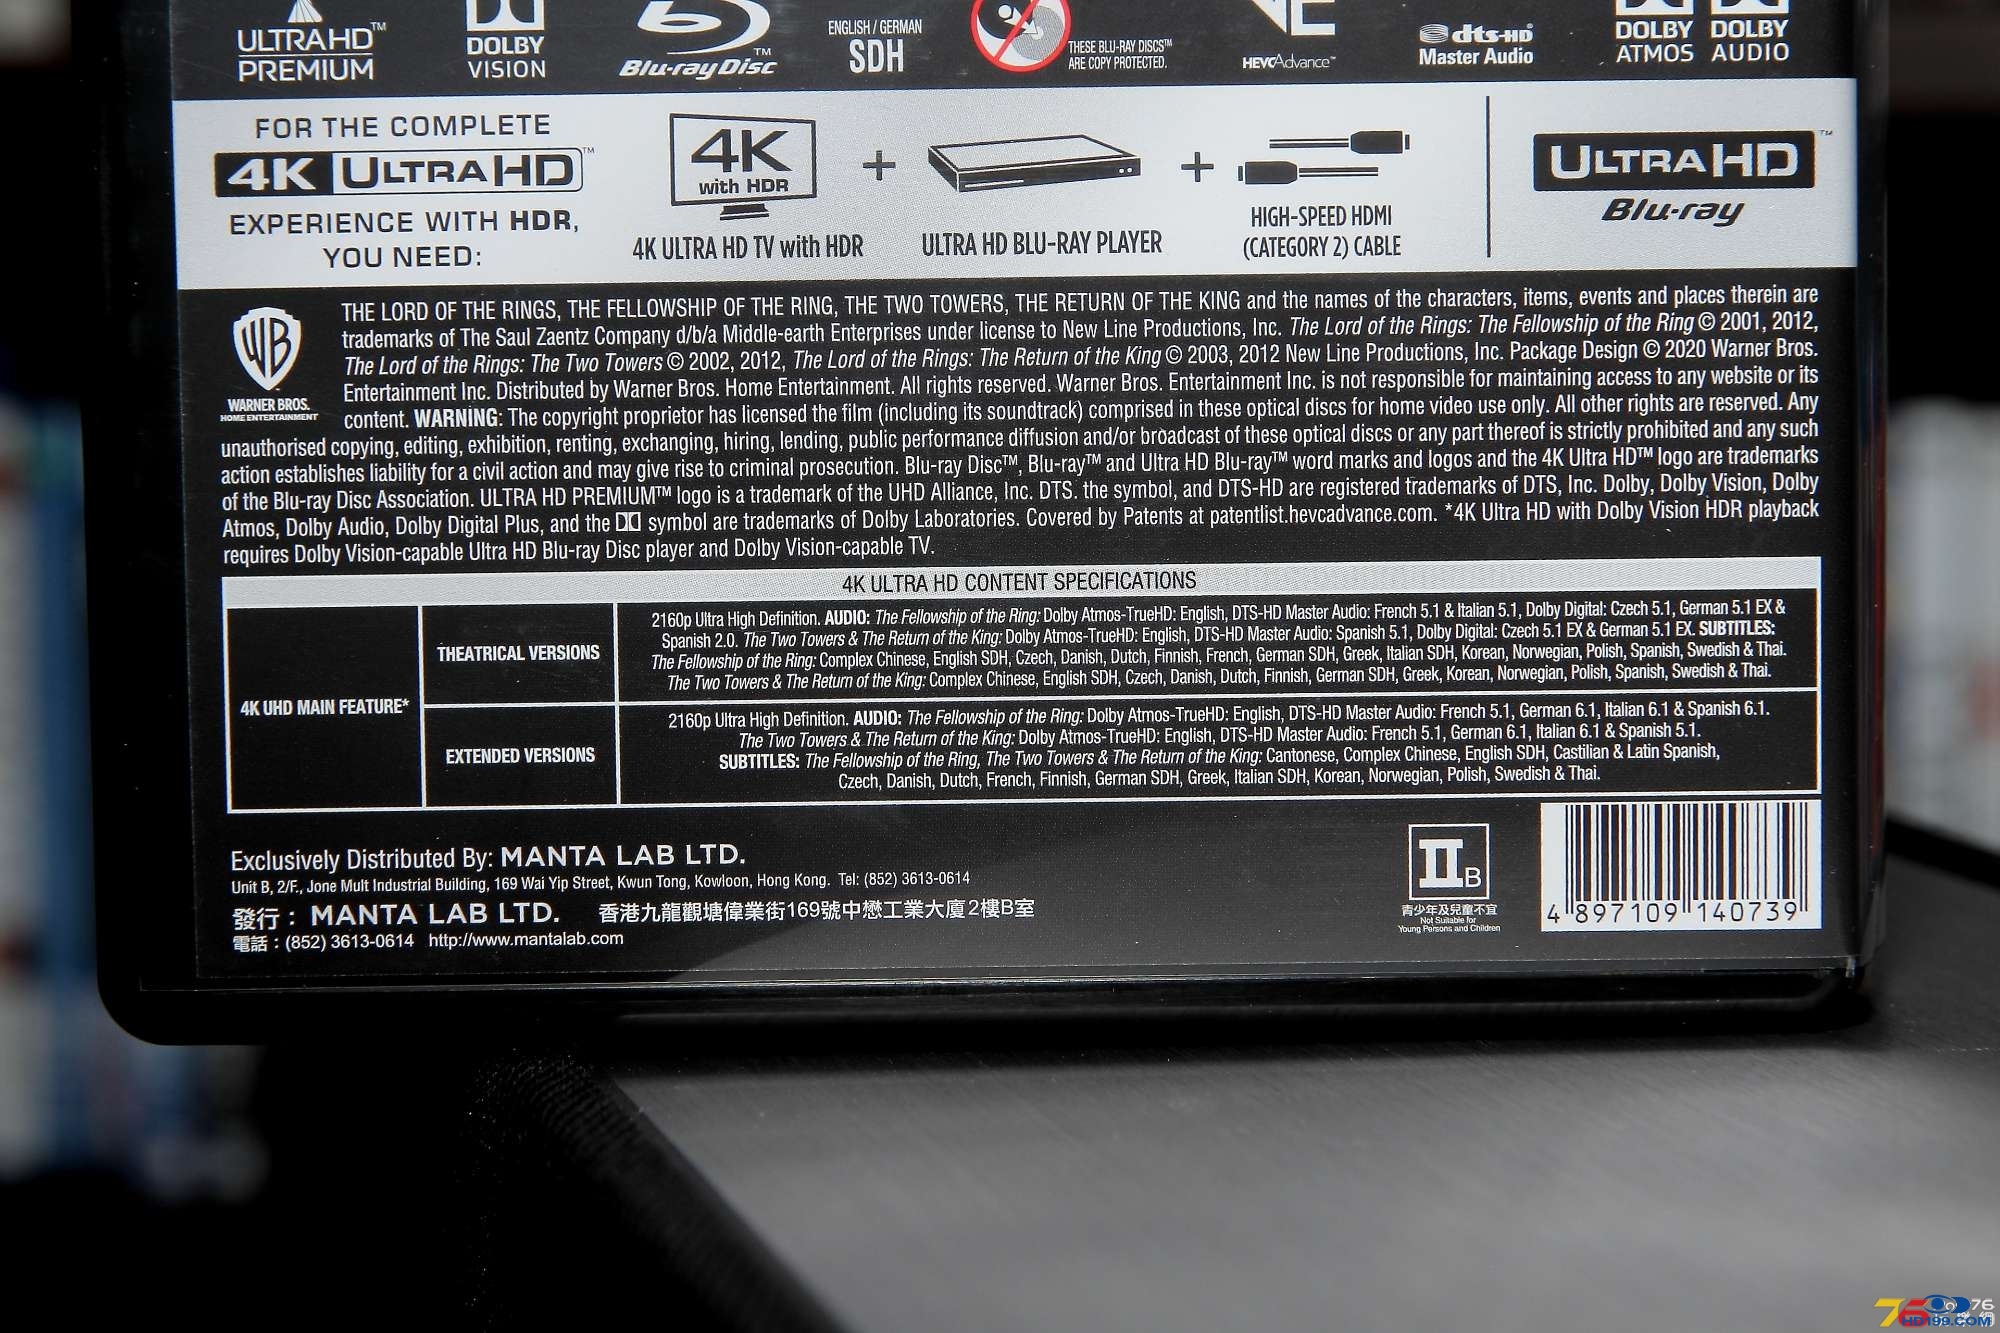 ULTRA HD™
PREMIUM
DOLBY
VISION
Blu-ray Disc™
ENGLISH / GERMAN
SDH
THESE BLU-RAY DISCS™
ARE COPY PROTECTED.
HEVC Advance™
dts-HD
Master Audio
DOLBY DOLBY
ATMOS AUDIO
FOR THE COMPLETE
4K ULTRA HD™
EXPERIENCE WITH HDR,
YOU NEED:
4K
with HDR
4K ULTRA HD TV with HDR
+
ULTRA HD BLU-RAY PLAYER
+
HIGH-SPEED HDMI
(CATEGORY 2) CABLE
ULTRA HD™
Blu-ray
WB
WARNER BROS.
HOME ENTERTAINMENT
THE LORD OF THE RINGS, THE FELLOWSHIP OF THE RING, THE TWO TOWERS, THE RETURN OF THE KING and the names of the characters, items, events and places therein are
trademarks of The Saul Zaentz Company d/b/a Middle-earth Enterprises under license to New Line Productions, Inc. The Lord of the Rings: The Fellowship of the Ring © 2001, 2012,
The Lord of the Rings: The Two Towers © 2002, 2012, The Lord of the Rings: The Return of the King © 2003, 2012 New Line Productions, Inc. Package Design © 2020 Warner Bros.
Entertainment Inc. Distributed by Warner Bros. Home Entertainment. All rights reserved. Warner Bros. Entertainment Inc. is not responsible for maintaining access to any website or its
content. WARNING: The copyright proprietor has licensed the film (including its soundtrack) comprised in these optical discs for home video use only. All other rights are reserved. Any
unauthorised copying, editing, exhibition, renting, exchanging, hiring, lending, public performance diffusion and/or broadcast of these optical discs or any part thereof is strictly prohibited and any such
action establishes liability for a civil action and may give rise to criminal prosecution. Blu-ray Disc™, Blu-ray™ and Ultra HD Blu-ray™ word marks and logos and the 4K Ultra HD™ logo are trademarks
of the Blu-ray Disc Association. ULTRA HD PREMIUM™ logo is a trademark of the UHD Alliance, Inc. DTS. the symbol, and DTS-HD are registered trademarks of DTS, Inc. Dolby, Dolby Vision, Dolby
Atmos, Dolby Audio, Dolby Digital Plus, and the symbol are trademarks of Dolby Laboratories. Covered by Patents at patentlist.hevcadvance.com. *4K Ultra HD with Dolby Vision HDR playback
requires Dolby Vision-capable Ultra HD Blu-ray Disc player and Dolby Vision-capable TV.
4K ULTRA HD CONTENT SPECIFICATIONS
4K UHD MAIN FEATURE*
THEATRICAL VERSIONS
2160p Ultra High Definition. AUDIO: The Fellowship of the Ring: Dolby Atmos-TrueHD: English, DTS-HD Master Audio: French 5.1 & Italian 5.1, Dolby Digital: Czech 5.1, German 5.1 EX &
Spanish 2.0. The Two Towers & The Return of the King: Dolby Atmos-TrueHD: English, DTS-HD Master Audio: Spanish 5.1, Dolby Digital: Czech 5.1 EX & German 5.1 EX. SUBTITLES:
The Fellowship of the Ring: Complex Chinese, English SDH, Czech, Danish, Dutch, Finnish, French, German SDH, Greek, Italian SDH, Korean, Norwegian, Polish, Spanish, Swedish & Thai.
The Two Towers & The Return of the King: Complex Chinese, English SDH, Czech, Danish, Dutch, Finnish, German SDH, Greek, Korean, Norwegian, Polish, Spanish, Swedish & Thai.
EXTENDED VERSIONS
2160p Ultra High Definition. AUDIO: The Fellowship of the Ring: Dolby Atmos-TrueHD: English, DTS-HD Master Audio: French 5.1, German 6.1, Italian 6.1 & Spanish 6.1.
The Two Towers & The Return of the King: Dolby Atmos-TrueHD: English, DTS-HD Master Audio: French 5.1, German 6.1, Italian 6.1 & Spanish 5.1.
SUBTITLES: The Fellowship of the Ring, The Two Towers & The Return of the King: Cantonese, Complex Chinese, English SDH, Castilian & Latin Spanish,
Czech, Danish, Dutch, French, Finnish, German SDH, Greek, Italian SDH, Korean, Norwegian, Polish, Swedish & Thai.
Exclusively Distributed By: MANTA LAB LTD.
Unit B, 2/F., Jone Mult Industrial Building, 169 Wai Yip Street, Kwun Tong, Kowloon, Hong Kong. Tel: (852) 3613-0614
發行：MANTA LAB LTD. 香港九龍觀塘偉業街169號中懋工業大廈2樓B室
電話：(852) 3613-0614 http://www.mantalab.com
IIB
青少年及兒童不宜
Not Suitable for
Young Persons and Children
4 897109 140739
HD199.COM